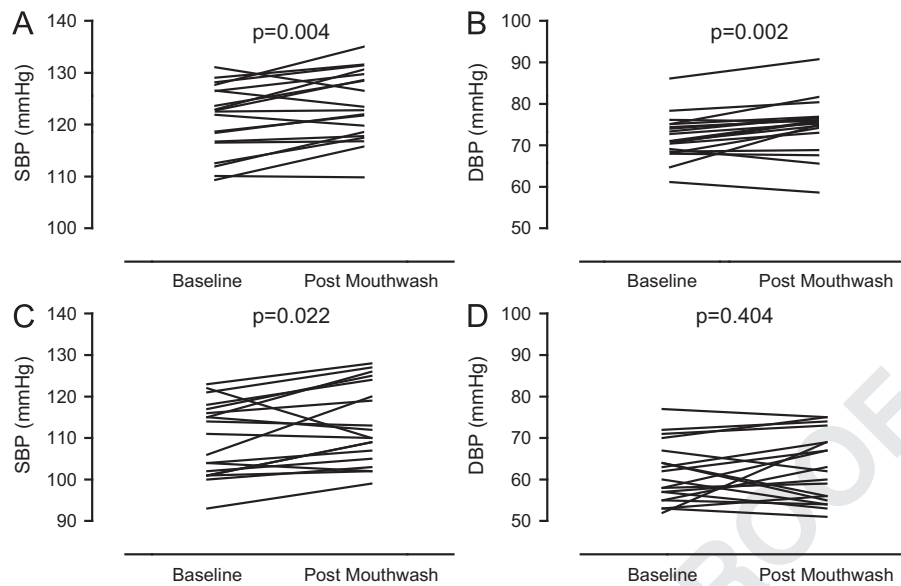 A
p=0.004
SBP (mmHg)
140
130
120
110
100
Baseline
Post Mouthwash
B
p=0.002
DBP (mmHg)
100
90
80
70
60
50
Baseline
Post Mouthwash
C
p=0.022
SBP (mmHg)
140
130
120
110
100
90
Baseline
Post Mouthwash
D
p=0.404
DBP (mmHg)
100
90
80
70
60
50
Baseline
Post Mouthwash
ROOF